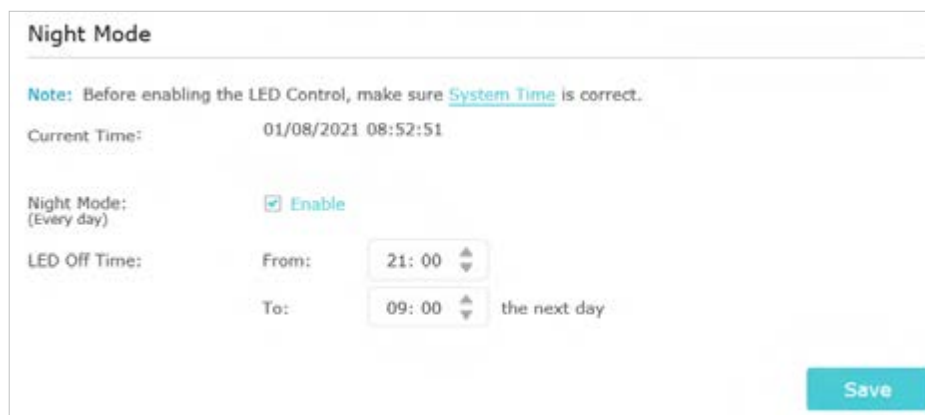 Night Mode
Note: Before enabling the LED Control, make sure System Time is correct.
Current Time: 01/08/2021 08:52:51
Night Mode: Enable
(Every day)
LED Off Time: From: 21: 00
To: 09: 00 the next day
Save